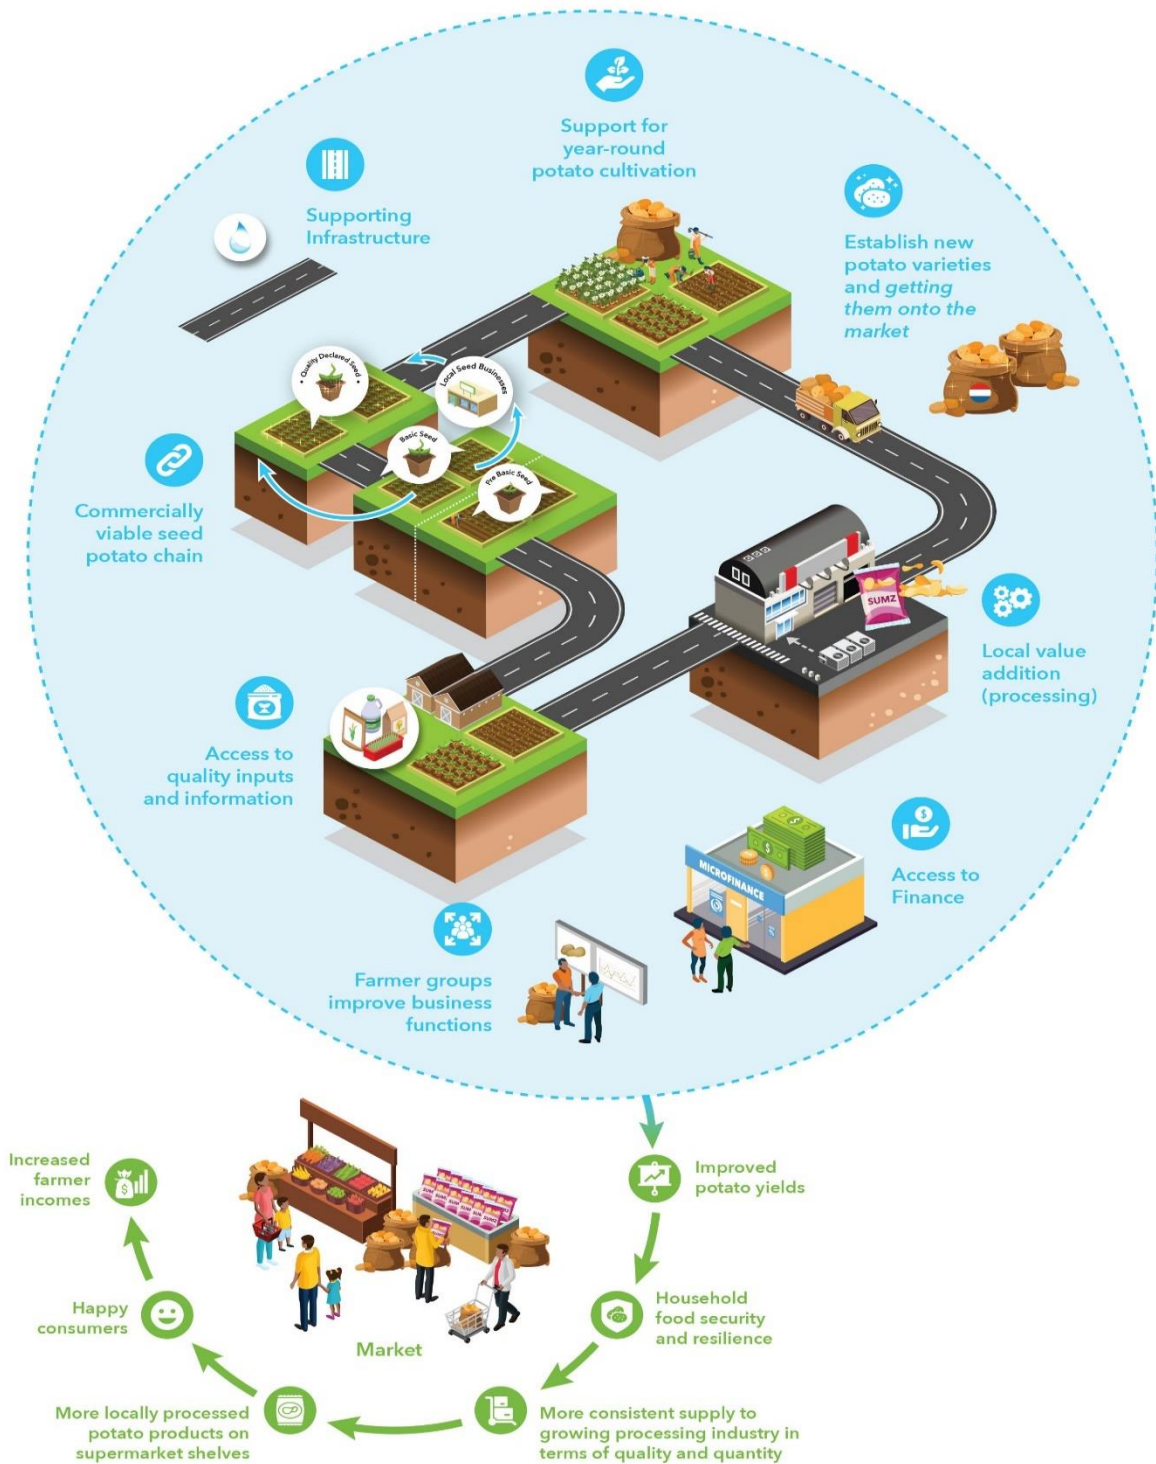 Support for
year-round
potato cultivation
Supporting
Infrastructure
Establish new
potato varieties
and getting
them onto the
market
• Quality Declared Seed •
Local Seed Businesses
Basic Seed
Pre Basic Seed
Commercially
viable seed
potato chain
SUMZ
Local value
addition
(processing)
Access to
quality inputs
and information
MICROFINANCE
Access to
Finance
Farmer groups
improve business
functions
Improved
potato yields
Household
food security
and resilience
More consistent supply to
growing processing industry in
terms of quality and quantity
More locally processed
potato products on
supermarket shelves
Happy
consumers
Increased
farmer
incomes
SUMZ
Market